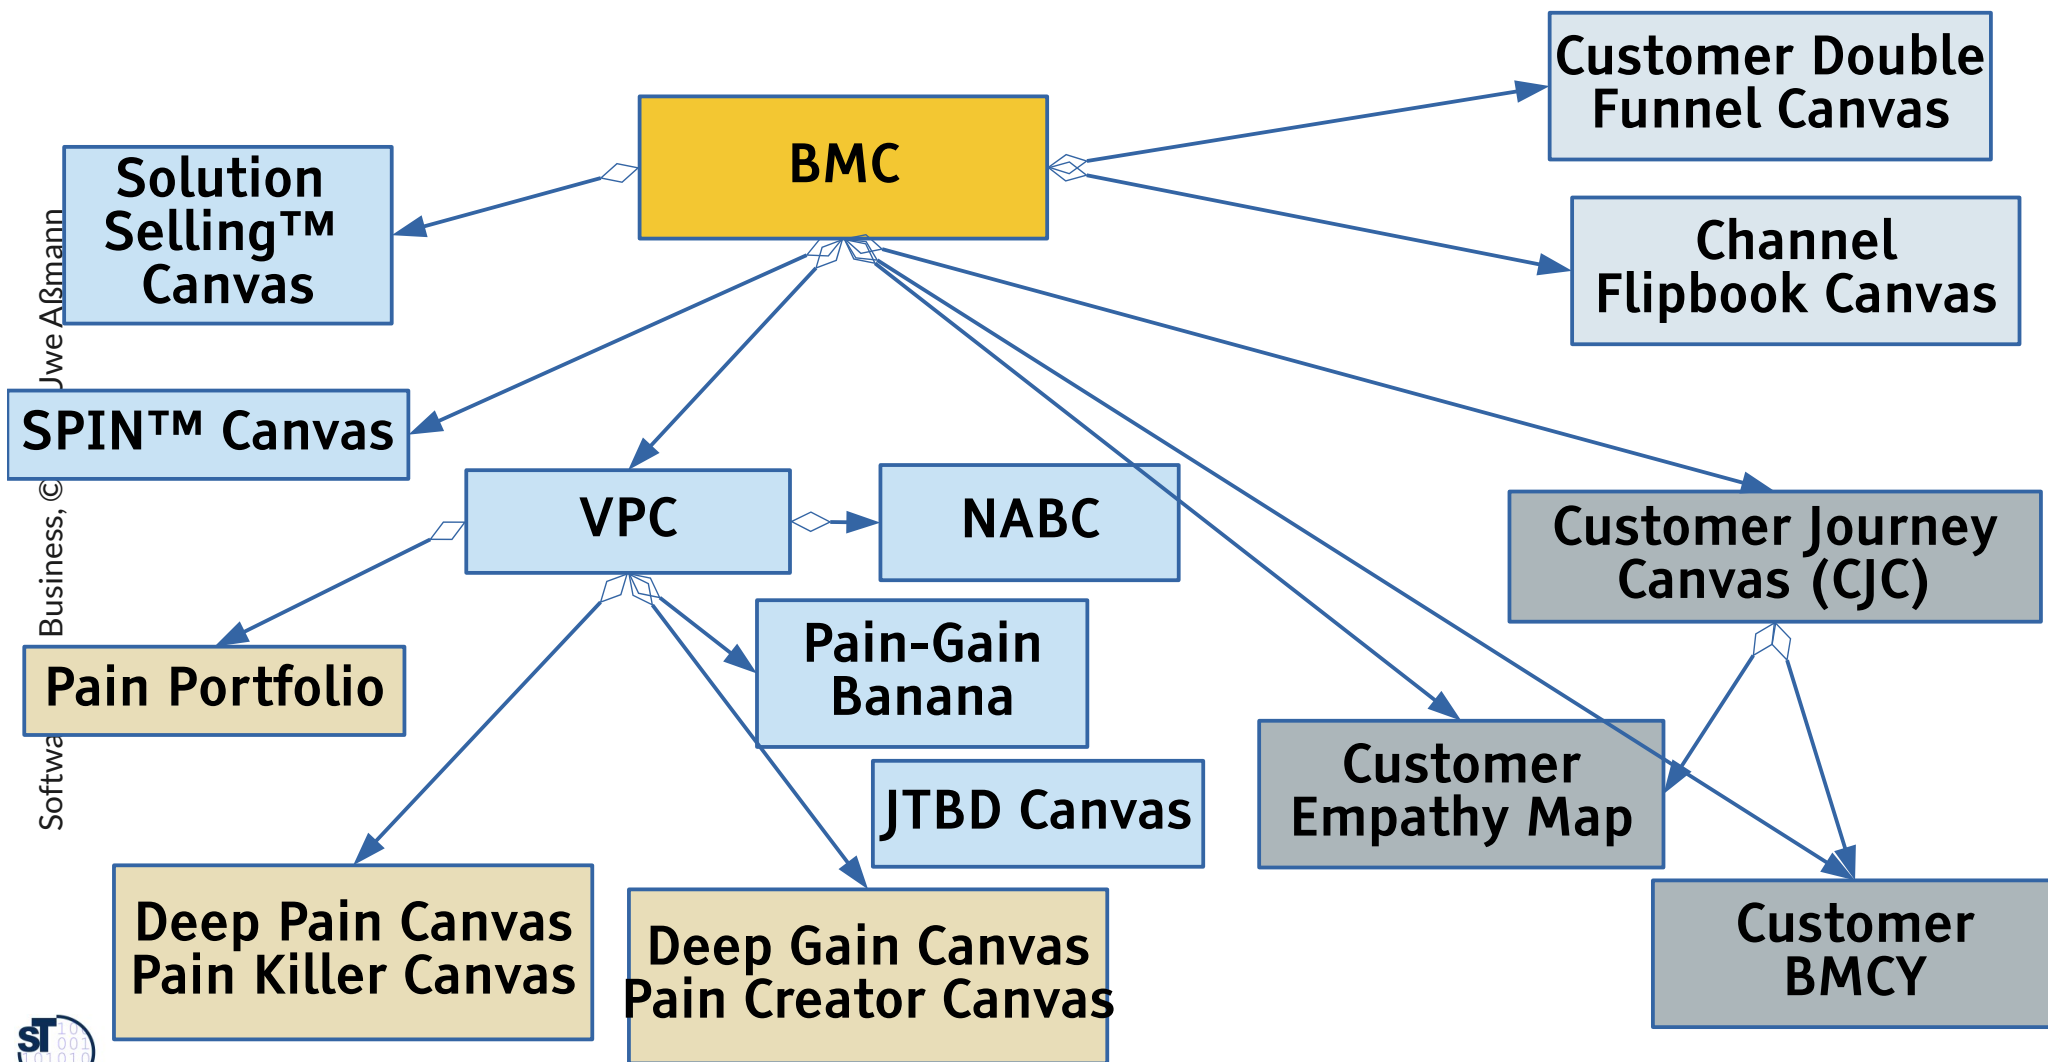 Customer Double
Funnel Canvas
BMC
Solution
Selling™
Canvas
Channel
Flipbook Canvas
SPIN™ Canvas
VPC
NABC
Customer Journey
Canvas (CJC)
Pain-Gain
Banana
Pain Portfolio
Customer
Empathy Map
JTBD Canvas
Deep Pain Canvas
Pain Killer Canvas
Deep Gain Canvas
Pain Creator Canvas
Customer
BMCY
Business, © Uwe Aßmann
ST